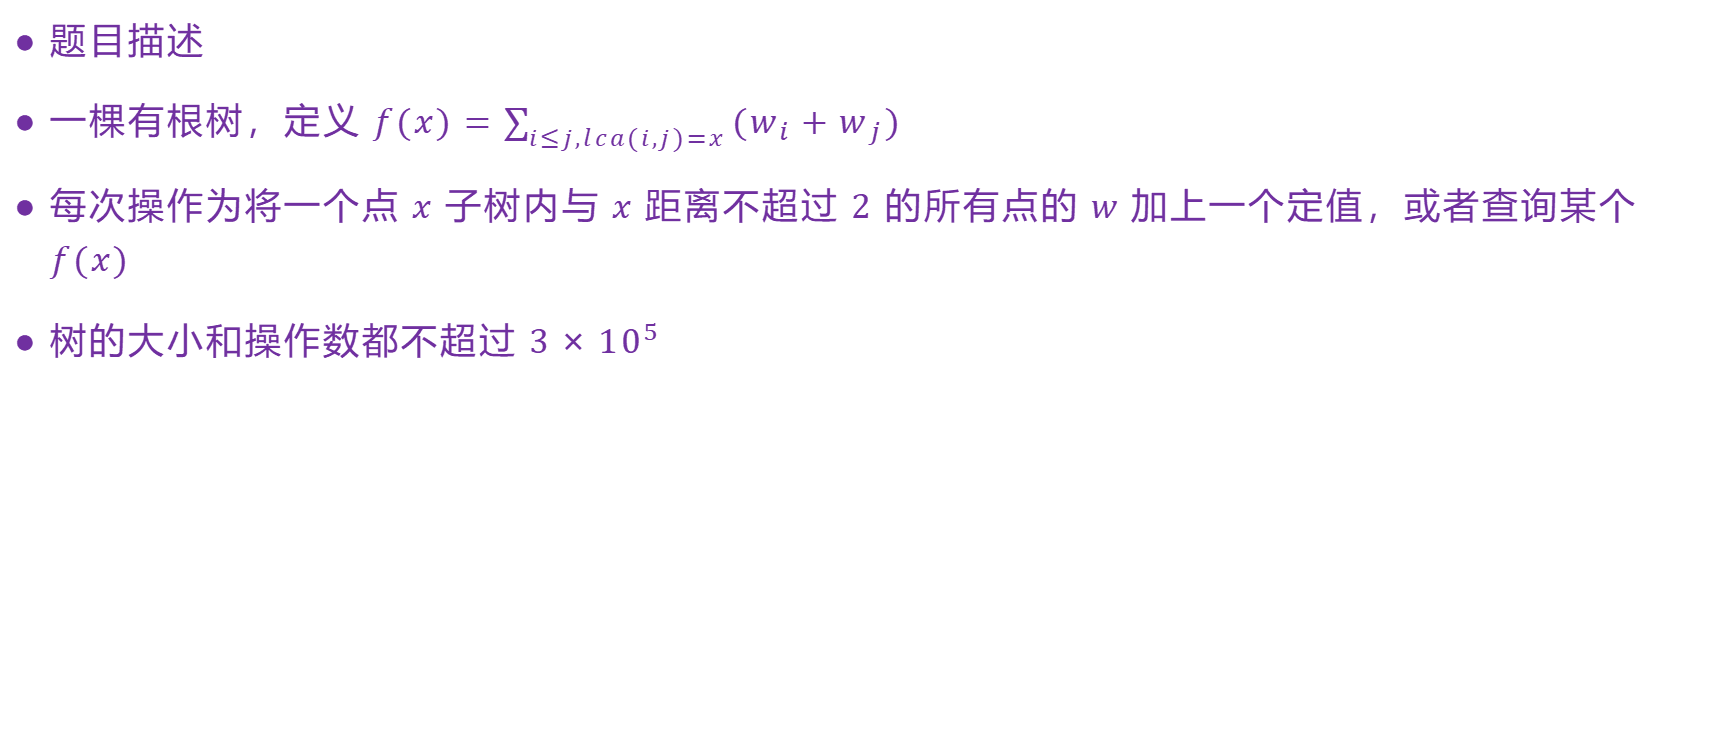 ● 题目描述
● 一棵有根树，定义 f(x) = ∑_{i≤j,lca(i,j)=x} (w_i + w_j)
● 每次操作为将一个点 x 子树内与 x 距离不超过 2 的所有点的 w 加上一个定值，或者查询某个
f(x)
● 树的大小和操作数都不超过 3 × 10⁵